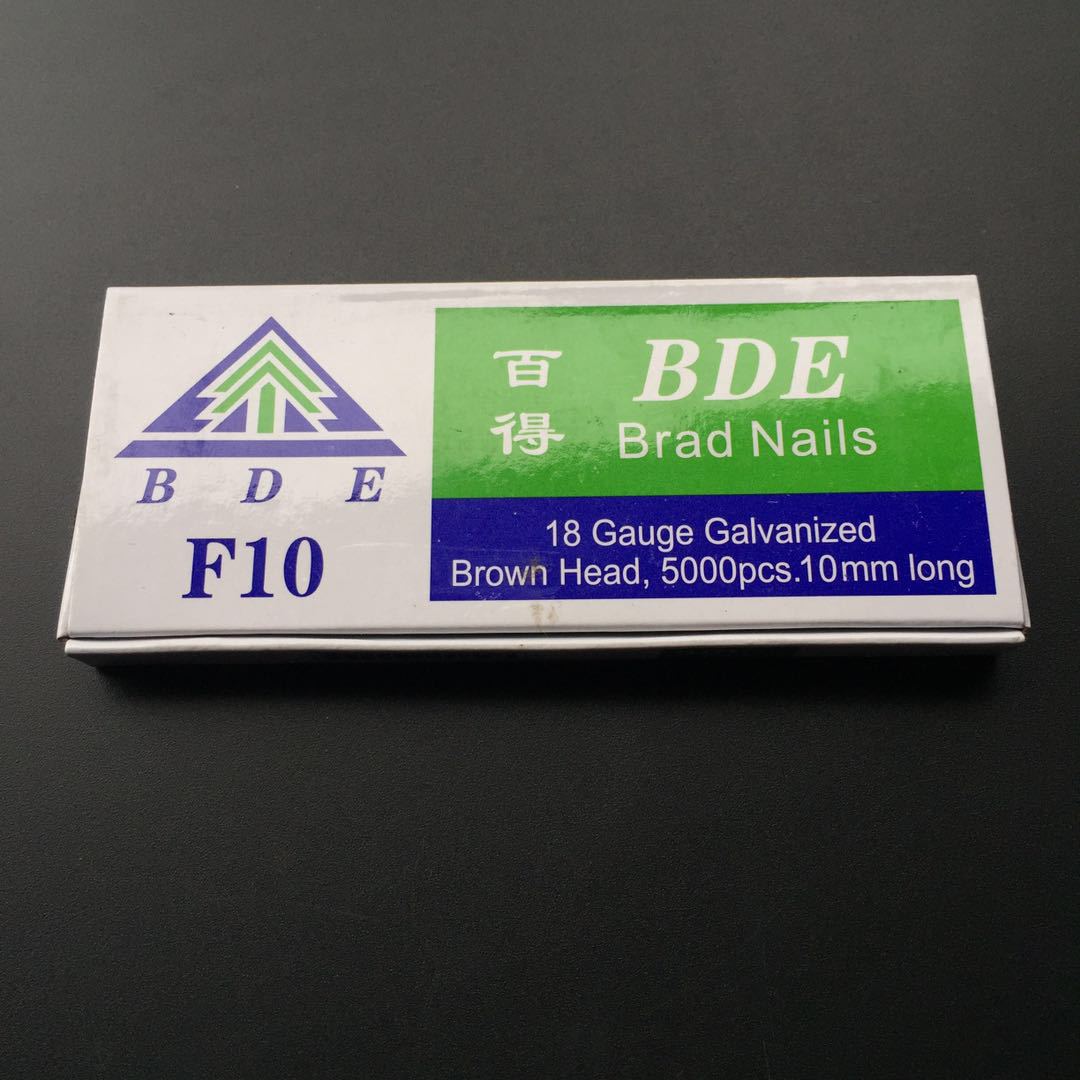 B D E
F10
百得
BDE
Brad Nails
18 Gauge Galvanized
Brown Head, 5000pcs.10mm long